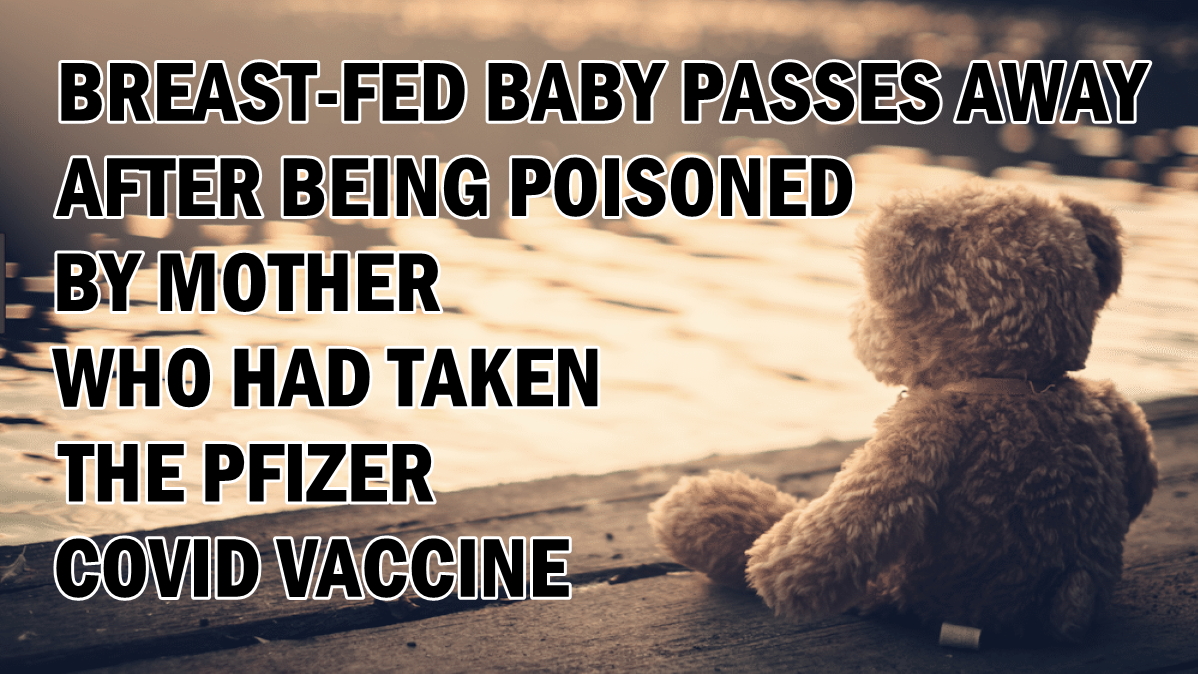 BREAST-FED BABY PASSES AWAY
AFTER BEING POISONED
BY MOTHER
WHO HAD TAKEN
THE PFIZER
COVID VACCINE